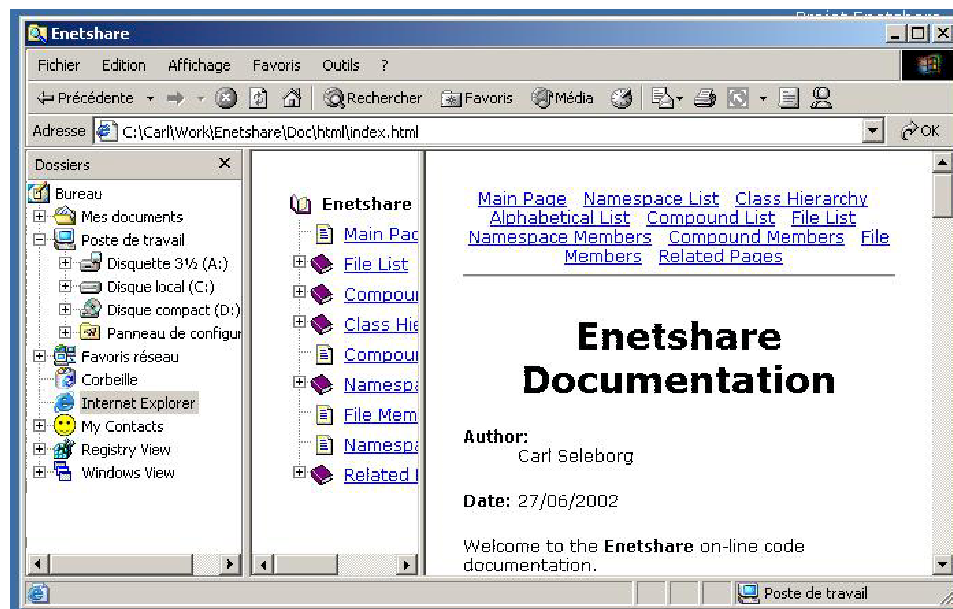 Projet Enetshare
Enetshare
Fichier Edition Affichage Favoris Outils ?
Précédente Rechercher Favoris Média
Adresse C:\Carl\Work\Enetshare\Doc\html\index.html OK
Dossiers
Bureau
Mes documents
Poste de travail
Disquette 3½ (A:)
Disque local (C:)
Disque compact (D:)
Panneau de configur
Favoris réseau
Corbeille
Internet Explorer
My Contacts
Registry View
Windows View
Enetshare
Main Pag
File List
Compoun
Class Hie
Compoun
Namespa
File Mem
Namespa
Related
Main Page Namespace List Class Hierarchy
Alphabetical List Compound List File List
Namespace Members Compound Members File
Members Related Pages
Enetshare
Documentation
Author:
Carl Seleborg
Date: 27/06/2002
Welcome to the Enetshare on-line code
documentation.
Poste de travail